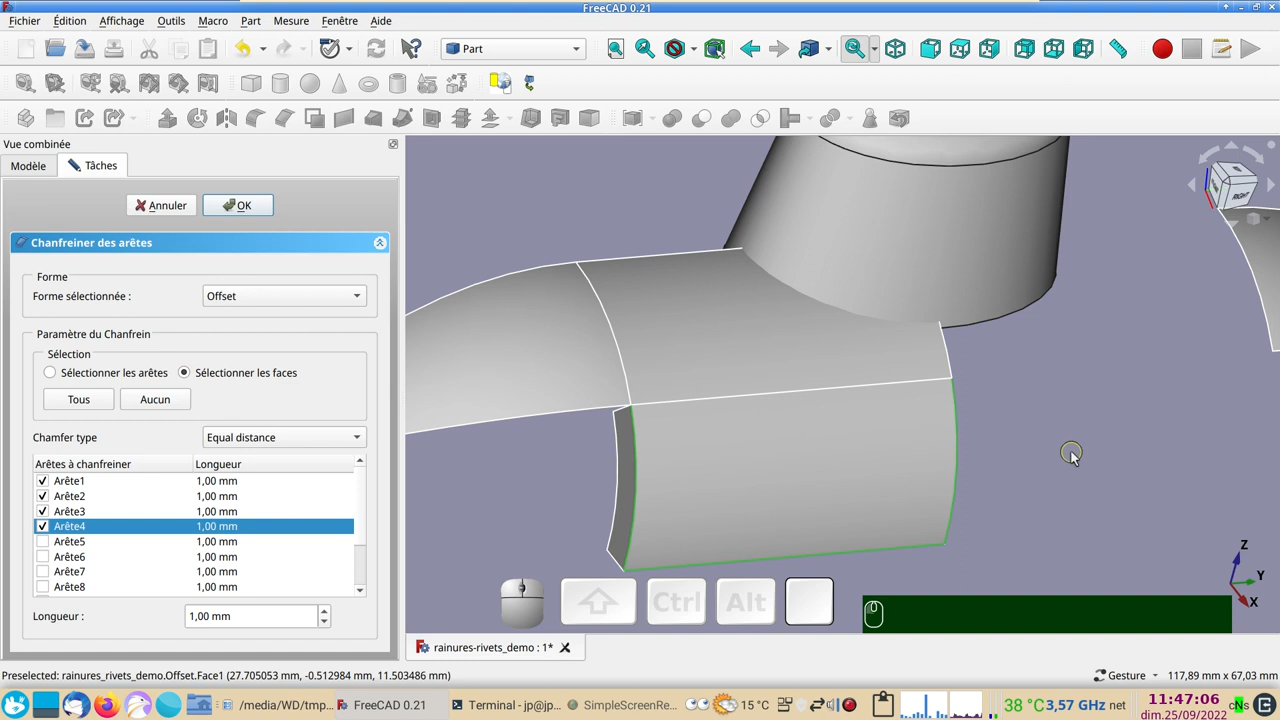 FreeCAD 0.21
Fichier Édition Affichage Outils Macro Part Mesure Fenêtre Aide
Part
Vue combinée
Modèle Tâches
Annuler OK
Chanfreiner des arêtes
Forme
Forme sélectionnée : Offset
Paramètre du Chanfrein
Sélection
Sélectionner les arêtes Sélectionner les faces
Tous Aucun
Chamfer type Equal distance
Arêtes à chanfreiner Longueur
Arête1 1,00 mm
Arête2 1,00 mm
Arête3 1,00 mm
Arête4 1,00 mm
Arête5 1,00 mm
Arête6 1,00 mm
Arête7 1,00 mm
Arête8 1,00 mm
Longueur : 1,00 mm
RIGHT
Z
Y
X
Ctrl Alt
rainures-rivets_demo : 1*
Preselected: rainures_rivets_demo.Offset.Face1 (27.705053 mm, -0.512984 mm, 11.503486 mm)
Gesture 117,89 mm x 67,03 mm
/media/WD/tmp... FreeCAD 0.21 Terminal - jp@jp... SimpleScreenRe... 15 °C 38 °C 3,57 GHz net 11:47:06 cNs
dim.25/09/2022